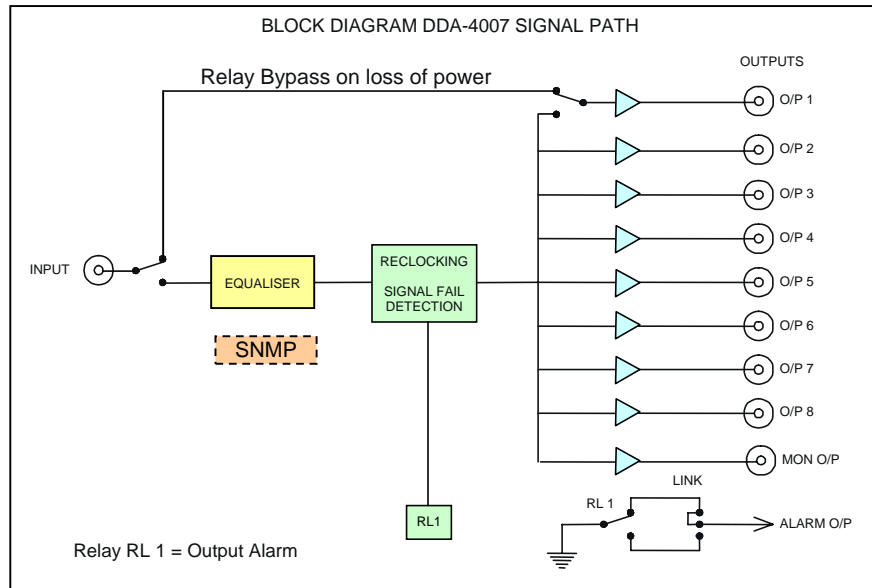 BLOCK DIAGRAM DDA-4007 SIGNAL PATH
OUTPUTS
Relay Bypass on loss of power
O/P 1
O/P 2
O/P 3
O/P 4
INPUT
EQUALISER
RECLOCKING
SIGNAL FAIL
DETECTION
O/P 5
SNMP
O/P 6
O/P 7
O/P 8
MON O/P
LINK
RL 1
RL1
ALARM O/P
Relay RL 1 = Output Alarm